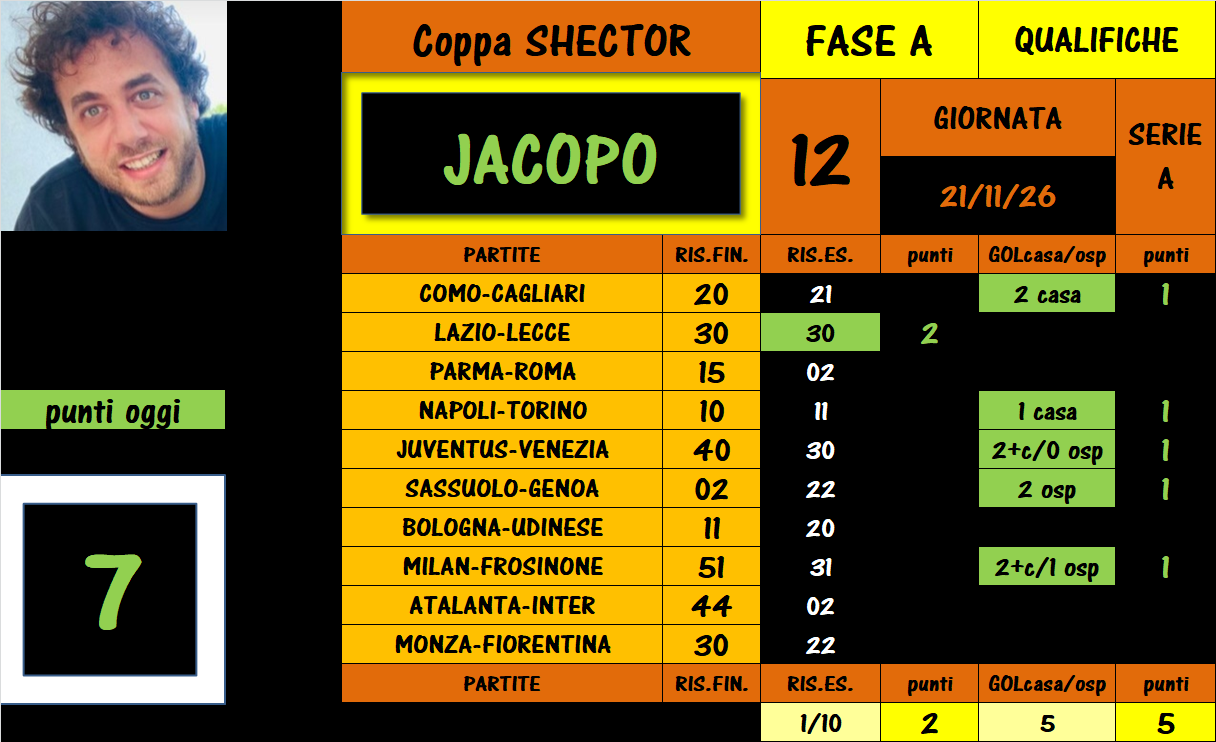 Coppa SHECTOR FASE A QUALIFICHE
JACOPO 12 GIORNATA SERIE A
21/11/26
PARTITE RIS.FIN. RIS.ES. punti GOLcasa/osp punti
COMO-CAGLIARI 20 21 2 casa 1
LAZIO-LECCE 30 30 2
PARMA-ROMA 15 02
punti oggi
NAPOLI-TORINO 10 11 1 casa 1
JUVENTUS-VENEZIA 40 30 2+c/0 osp 1
SASSUOLO-GENOA 02 22 2 osp 1
BOLOGNA-UDINESE 11 20
7
MILAN-FROSINONE 51 31 2+c/1 osp 1
ATALANTA-INTER 44 02
MONZA-FIORENTINA 30 22
PARTITE RIS.FIN. RIS.ES. punti GOLcasa/osp punti
1/10 2 5 5